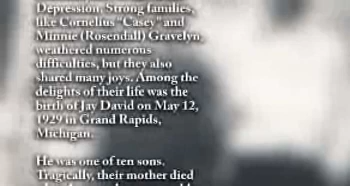 Depression. Strong families,
like Cornelius "Casey" and
Minnie (Rosendall) Gravelyn,
weathered numerous
difficulties, but they also
shared many joys. Among the
delights of their life was the
birth of Jay David on May 12,
1929 in Grand Rapids,
Michigan.
He was one of ten sons.
Tragically, their mother died